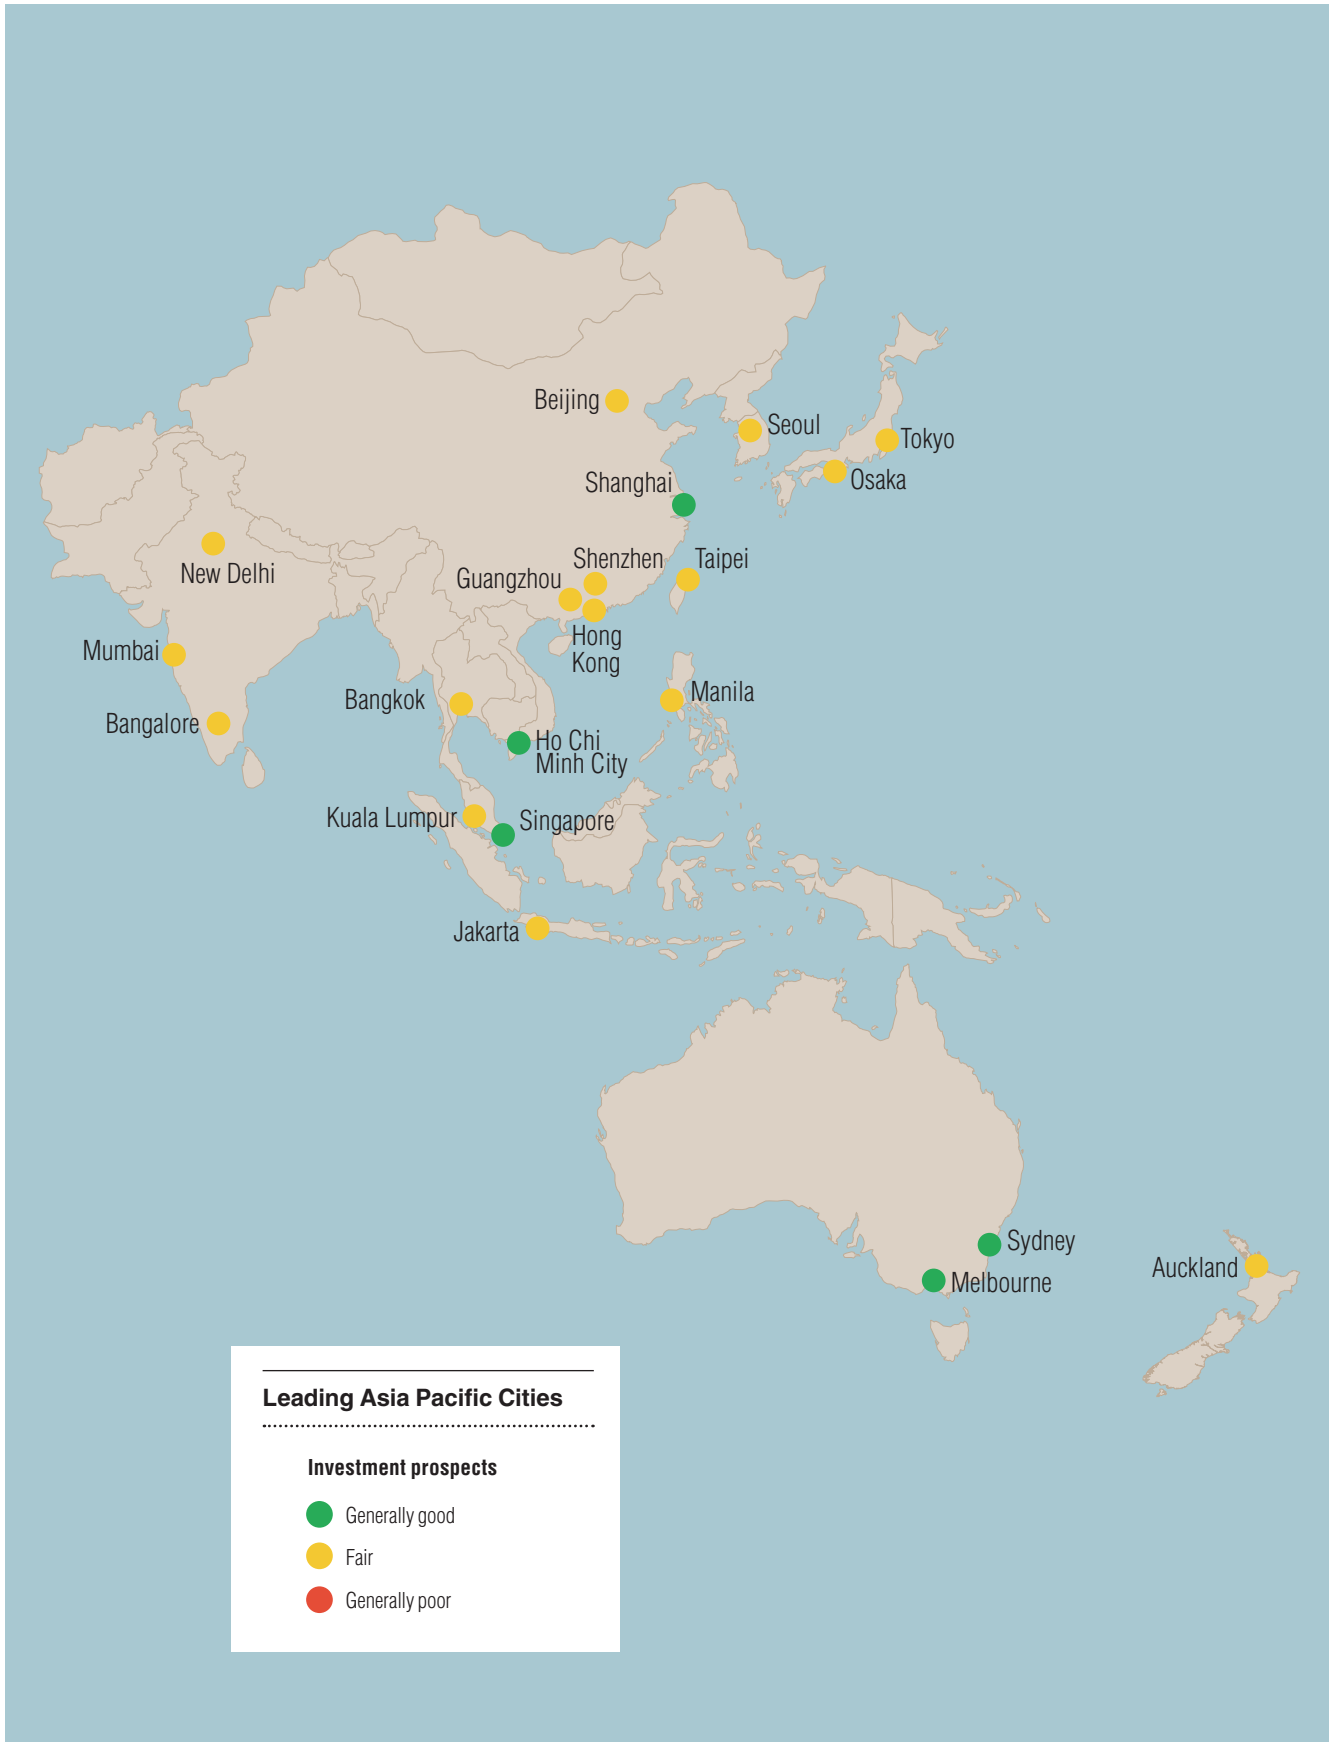 Beijing
Seoul
Tokyo
Osaka
Shanghai
Shenzhen
Taipei
New Delhi
Guangzhou
Hong
Kong
Mumbai
Manila
Bangkok
Bangalore
Ho Chi
Minh City
Kuala Lumpur
Singapore
Jakarta
Sydney
Auckland
Melbourne
Leading Asia Pacific Cities
Investment prospects
Generally good
Fair
Generally poor